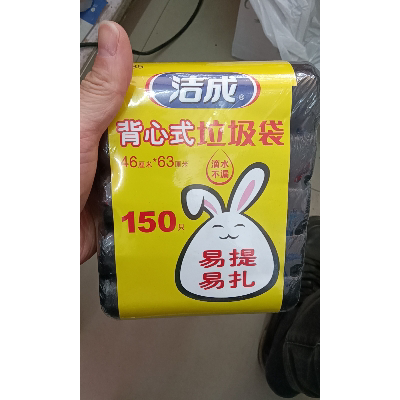 洁成®
背心式垃圾袋
46厘米*63厘米
滴水
不漏
150只
易提
易扎